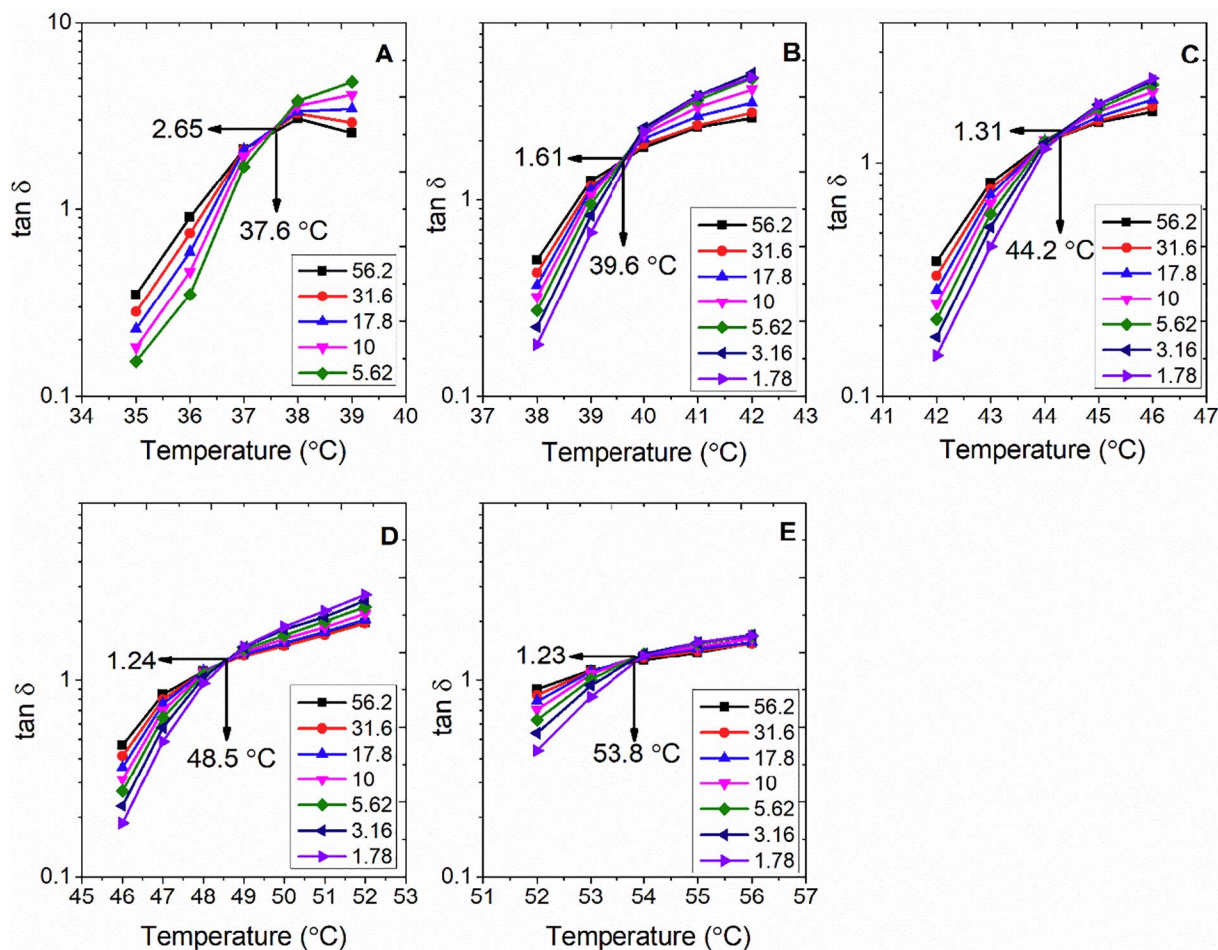 A
10
1
0.1
tan δ
2.65
37.6 °C
56.2
31.6
17.8
10
5.62
34 35 36 37 38 39 40
Temperature (°C)
B
1
0.1
tan δ
1.61
39.6 °C
56.2
31.6
17.8
10
5.62
3.16
1.78
37 38 39 40 41 42 43
Temperature (°C)
C
1
0.1
tan δ
1.31
44.2 °C
56.2
31.6
17.8
10
5.62
3.16
1.78
41 42 43 44 45 46 47
Temperature (°C)
D
1
0.1
tan δ
1.24
48.5 °C
56.2
31.6
17.8
10
5.62
3.16
1.78
45 46 47 48 49 50 51 52 53
Temperature (°C)
E
1
0.1
tan δ
1.23
53.8 °C
56.2
31.6
17.8
10
5.62
3.16
1.78
51 52 53 54 55 56 57
Temperature (°C)